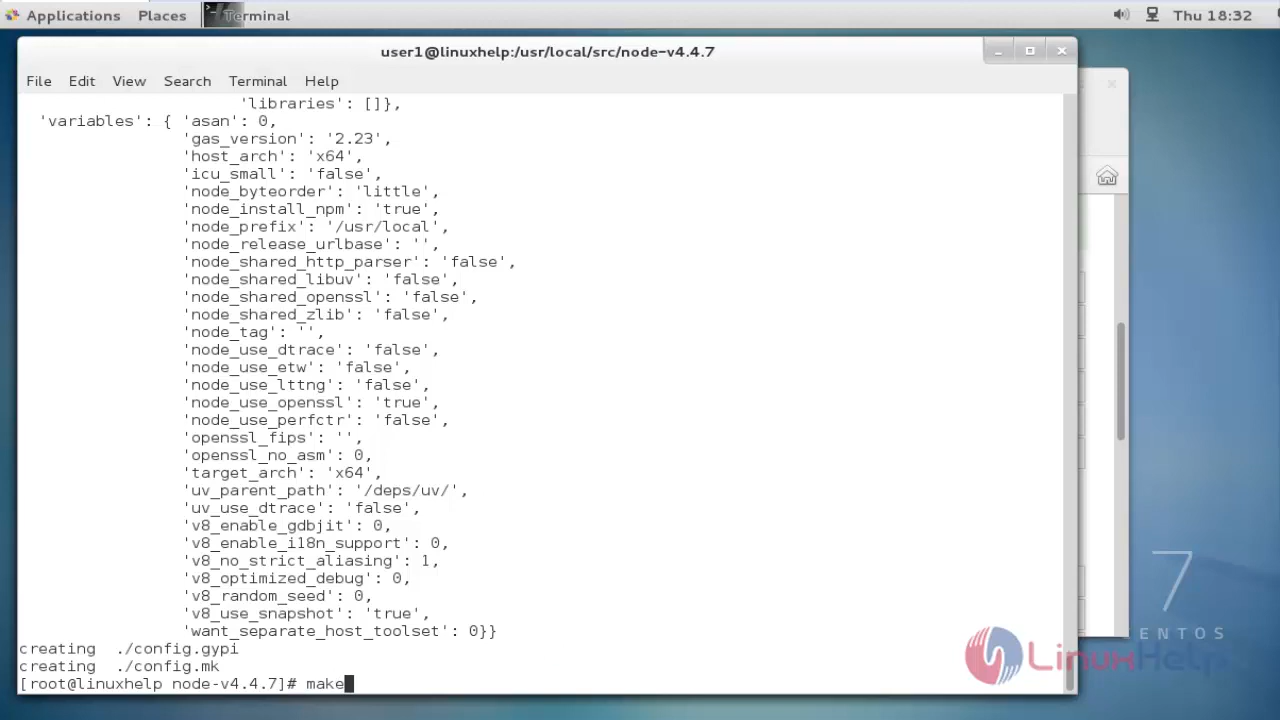 Applications Places Terminal Thu 18:32
user1@linuxhelp:/usr/local/src/node-v4.4.7
File Edit View Search Terminal Help
'libraries': []},
'variables': { 'asan': 0,
'gas_version': '2.23',
'host_arch': 'x64',
'icu_small': 'false',
'node_byteorder': 'little',
'node_install_npm': 'true',
'node_prefix': '/usr/local',
'node_release_urlbase': '',
'node_shared_http_parser': 'false',
'node_shared_libuv': 'false',
'node_shared_openssl': 'false',
'node_shared_zlib': 'false',
'node_tag': '',
'node_use_dtrace': 'false',
'node_use_etw': 'false',
'node_use_lttng': 'false',
'node_use_openssl': 'true',
'node_use_perfctr': 'false',
'openssl_fips': '',
'openssl_no_asm': 0,
'target_arch': 'x64',
'uv_parent_path': '/deps/uv/',
'uv_use_dtrace': 'false',
'v8_enable_gdbjit': 0,
'v8_enable_i18n_support': 0,
'v8_no_strict_aliasing': 1,
'v8_optimized_debug': 0,
'v8_random_seed': 0,
'v8_use_snapshot': 'true',
'want_separate_host_toolset': 0}}
creating ./config.gypi
creating ./config.mk
[root@linuxhelp node-v4.4.7]# make
7
ENTOS
LinuxHelp